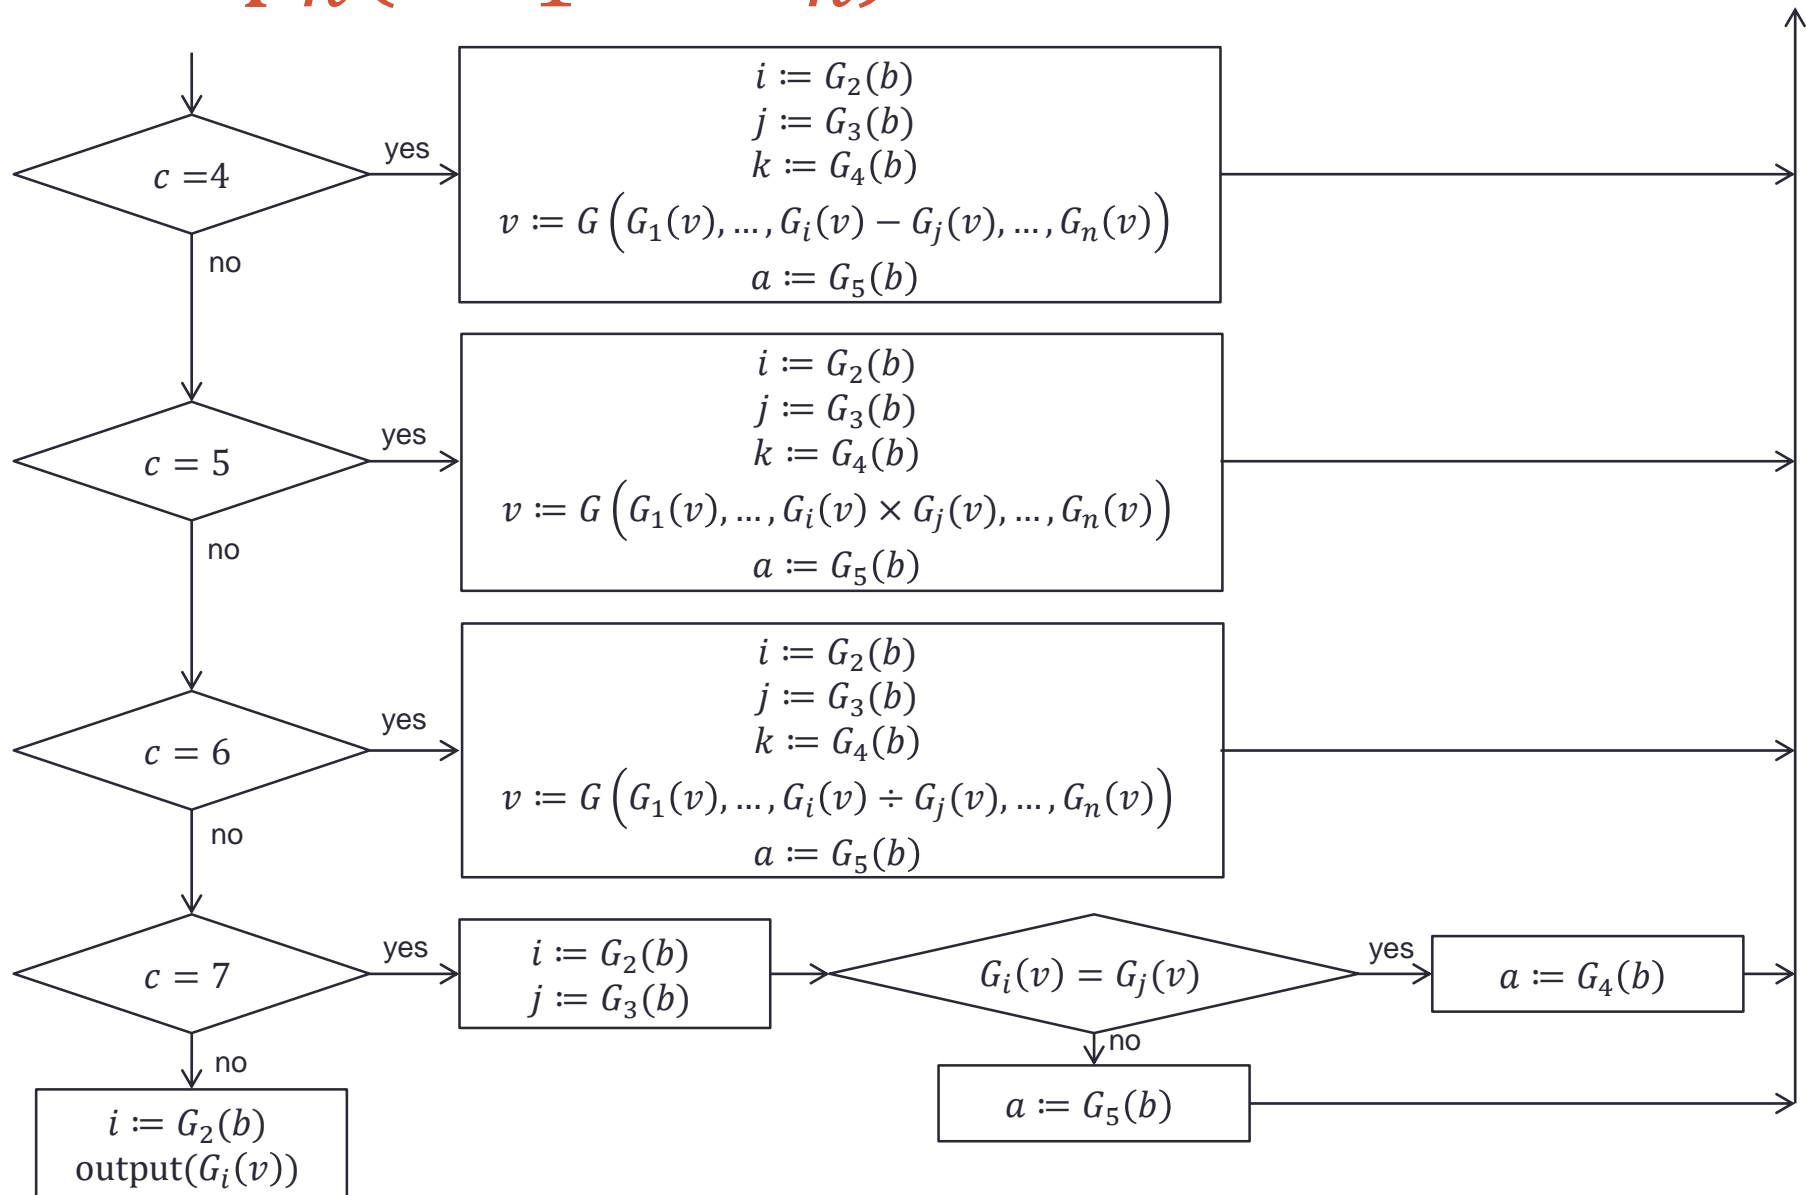 c =4
yes
i ≔ G₂(b)
j ≔ G₃(b)
k ≔ G₄(b)
v ≔ G(G₁(v), … , Gᵢ(v) − Gⱼ(v), … , Gₙ(v))
a ≔ G₅(b)
no
c = 5
yes
i ≔ G₂(b)
j ≔ G₃(b)
k ≔ G₄(b)
v ≔ G(G₁(v), … , Gᵢ(v) × Gⱼ(v), … , Gₙ(v))
a ≔ G₅(b)
no
c = 6
yes
i ≔ G₂(b)
j ≔ G₃(b)
k ≔ G₄(b)
v ≔ G(G₁(v), … , Gᵢ(v) ÷ Gⱼ(v), … , Gₙ(v))
a ≔ G₅(b)
no
c = 7
yes
i ≔ G₂(b)
j ≔ G₃(b)
Gᵢ(v) = Gⱼ(v)
yes
a ≔ G₄(b)
no
a ≔ G₅(b)
no
i ≔ G₂(b)
output(Gᵢ(v))